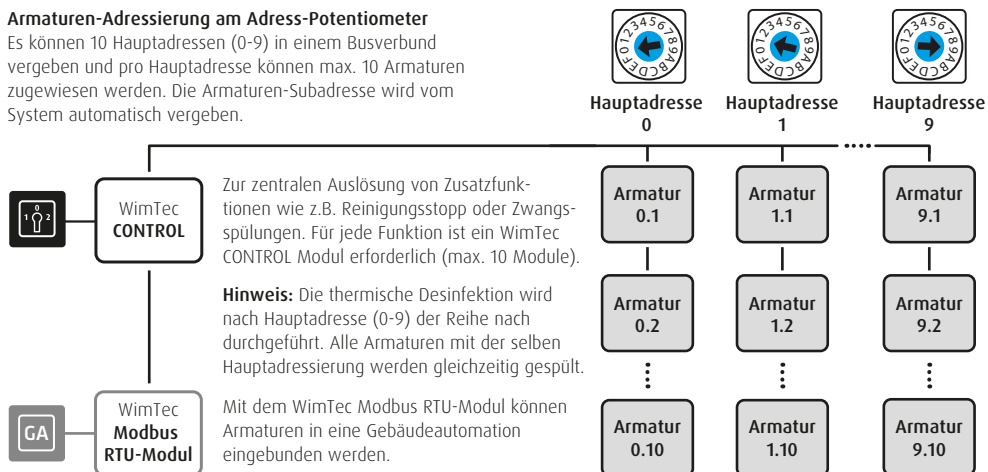 Armaturen-Adressierung am Adress-Potentiometer
Es können 10 Hauptadressen (0-9) in einem Busverbund
vergeben und pro Hauptadresse können max. 10 Armaturen
zugewiesen werden. Die Armaturen-Subadresse wird vom
System automatisch vergeben.
0123456789ABCDEF
0123456789ABCDEF
0123456789ABCDEF
Hauptadresse
0
Hauptadresse
1
Hauptadresse
9
1 2
WimTec
CONTROL
Zur zentralen Auslösung von Zusatzfunk-
tionen wie z.B. Reinigungsstopp oder Zwangs-
spülungen. Für jede Funktion ist ein WimTec
CONTROL Modul erforderlich (max. 10 Module).
Hinweis: Die thermische Desinfektion wird
nach Hauptadresse (0-9) der Reihe nach
durchgeführt. Alle Armaturen mit der selben
Hauptadressierung werden gleichzeitig gespült.
GA
WimTec
Modbus
RTU-Modul
Mit dem WimTec Modbus RTU-Modul können
Armaturen in eine Gebäudeautomation
eingebunden werden.
Armatur
0.1
Armatur
1.1
Armatur
9.1
Armatur
0.2
Armatur
1.2
Armatur
9.2
Armatur
0.10
Armatur
1.10
Armatur
9.10